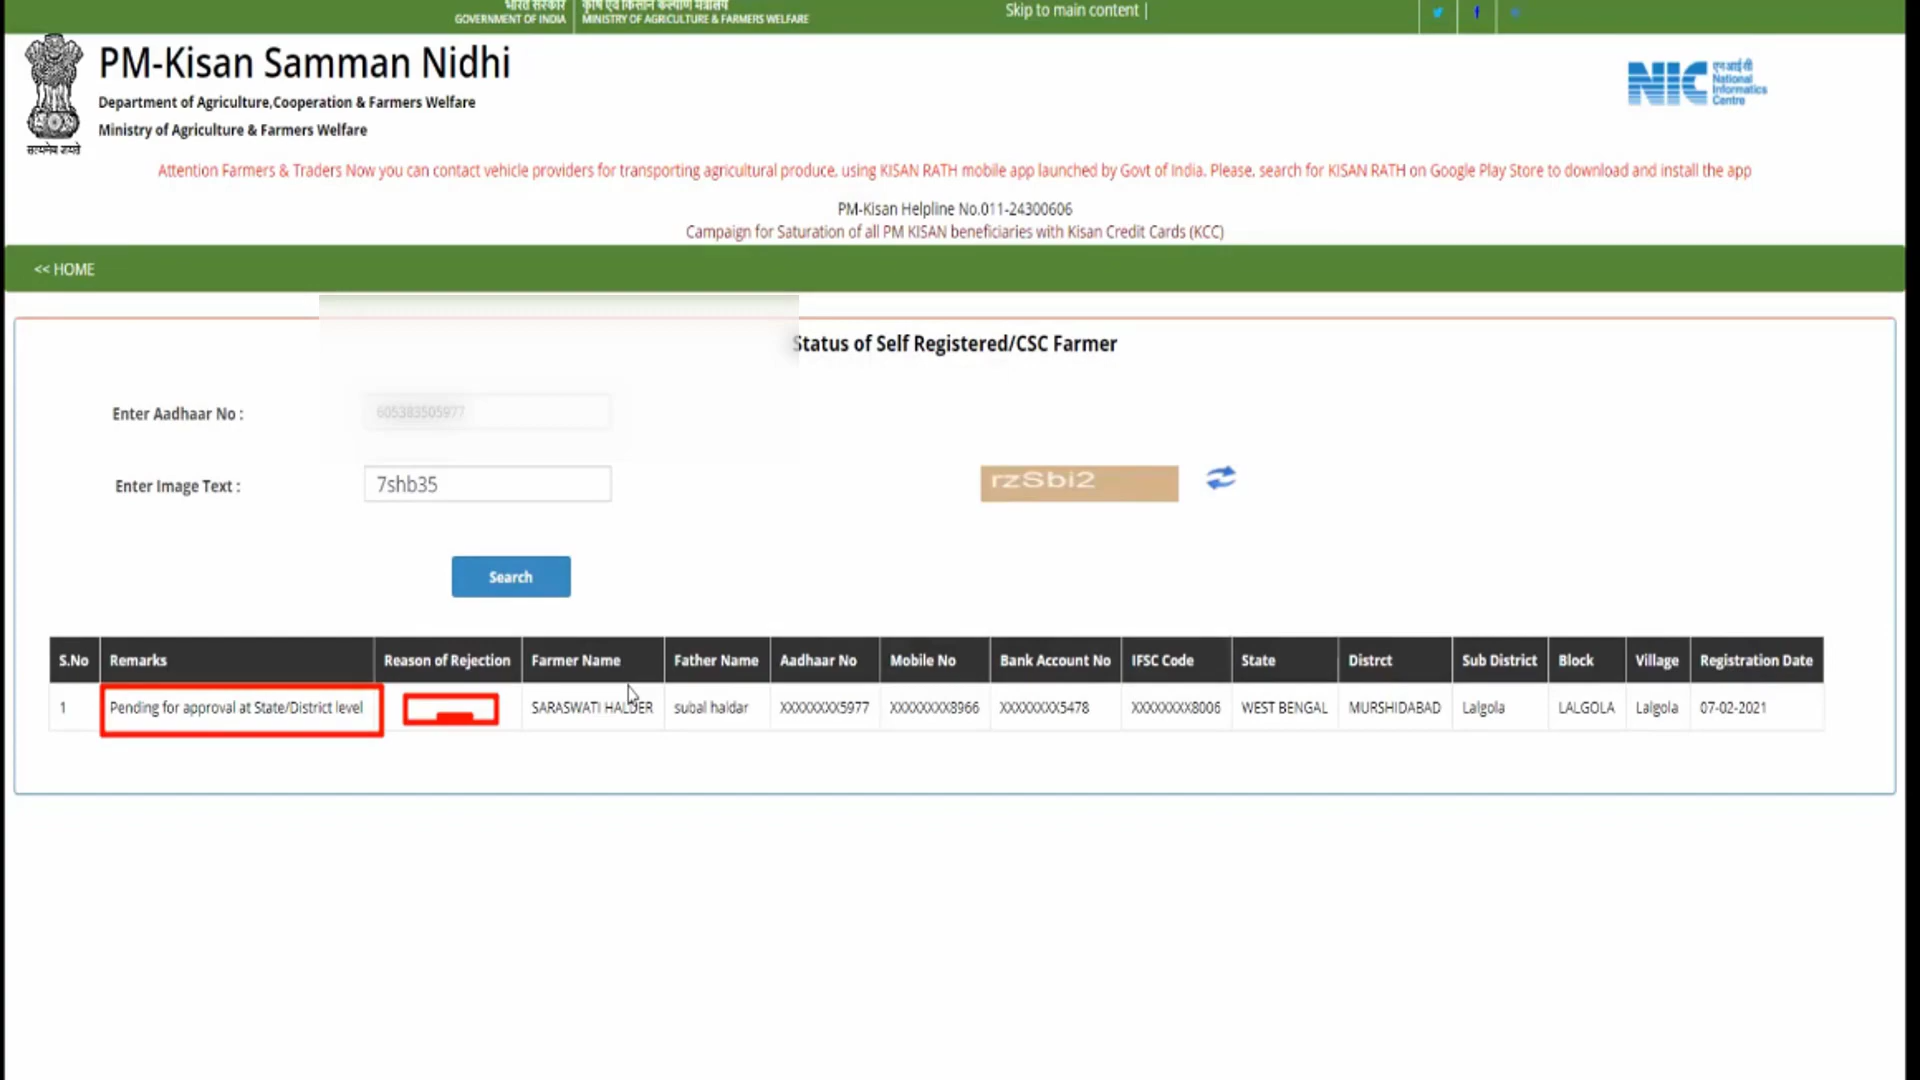 भारत सरकार
GOVERNMENT OF INDIA
कृषि एवं किसान कल्याण मंत्रालय
MINISTRY OF AGRICULTURE & FARMERS WELFARE
Skip to main content |
PM-Kisan Samman Nidhi
Department of Agriculture,Cooperation & Farmers Welfare
Ministry of Agriculture & Farmers Welfare
सत्यमेव जयते
NIC
एन आई सी
National
Informatics
Centre
Attention Farmers & Traders Now you can contact vehicle providers for transporting agricultural produce, using KISAN RATH mobile app launched by Govt of India. Please, search for KISAN RATH on Google Play Store to download and install the app
PM-Kisan Helpline No.011-24300606
Campaign for Saturation of all PM KISAN beneficiaries with Kisan Credit Cards (KCC)
<< HOME
Status of Self Registered/CSC Farmer
Enter Aadhaar No :
Enter Image Text : 7shb35 rzSbi2
Search
S.No Remarks Reason of Rejection Farmer Name Father Name Aadhaar No Mobile No Bank Account No IFSC Code State Distrct Sub District Block Village Registration Date
1 Pending for approval at State/District level SARASWATI HALDER subal haldar XXXXXXXX5977 XXXXXXXX8966 XXXXXXXX5478 XXXXXXXX8006 WEST BENGAL MURSHIDABAD Lalgola LALGOLA Lalgola 07-02-2021